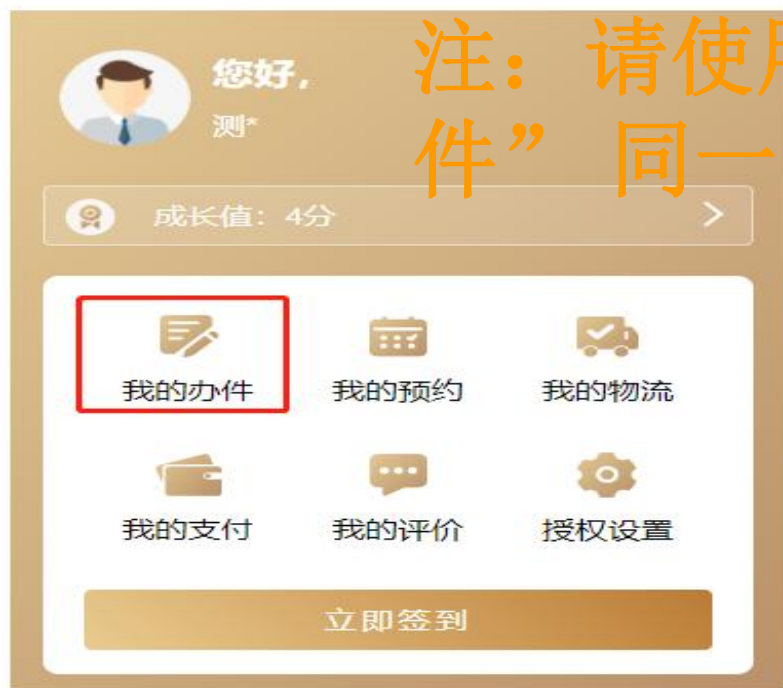 注：请使用
件”同一
您好，
测*
成长值：4分
我的办件
我的预约
我的物流
我的支付
我的评价
授权设置
立即签到